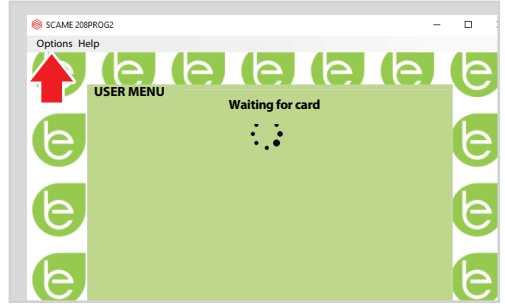 SCAME 208PROG2
Options Help
USER MENU
Waiting for card